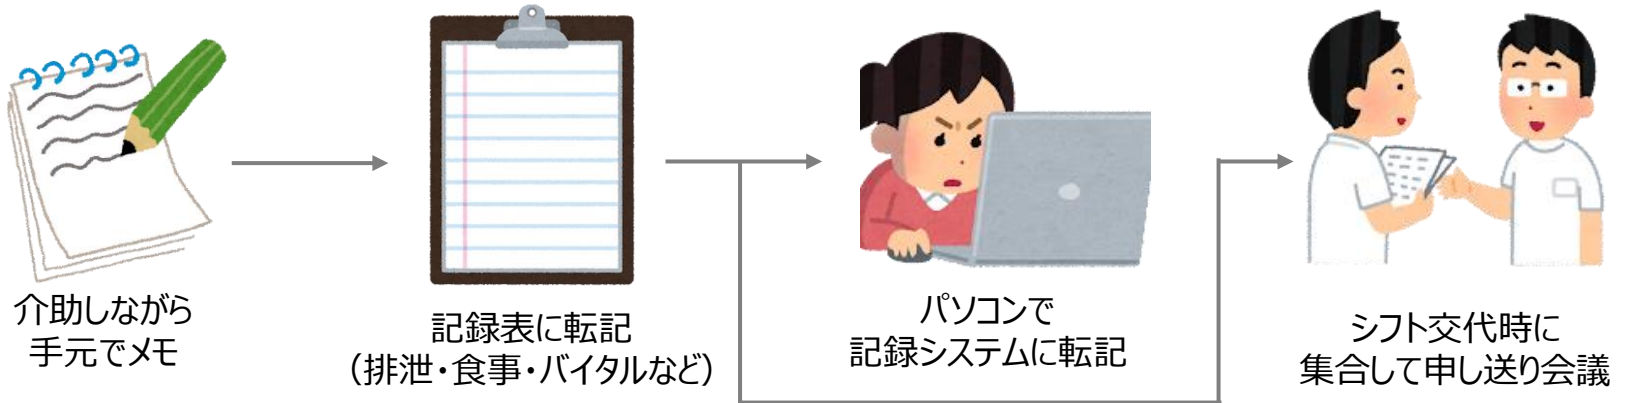 介助しながら
手元でメモ
記録表に転記
（排泄・食事・バイタルなど）
パソコンで
記録システムに転記
シフト交代時に
集合して申し送り会議